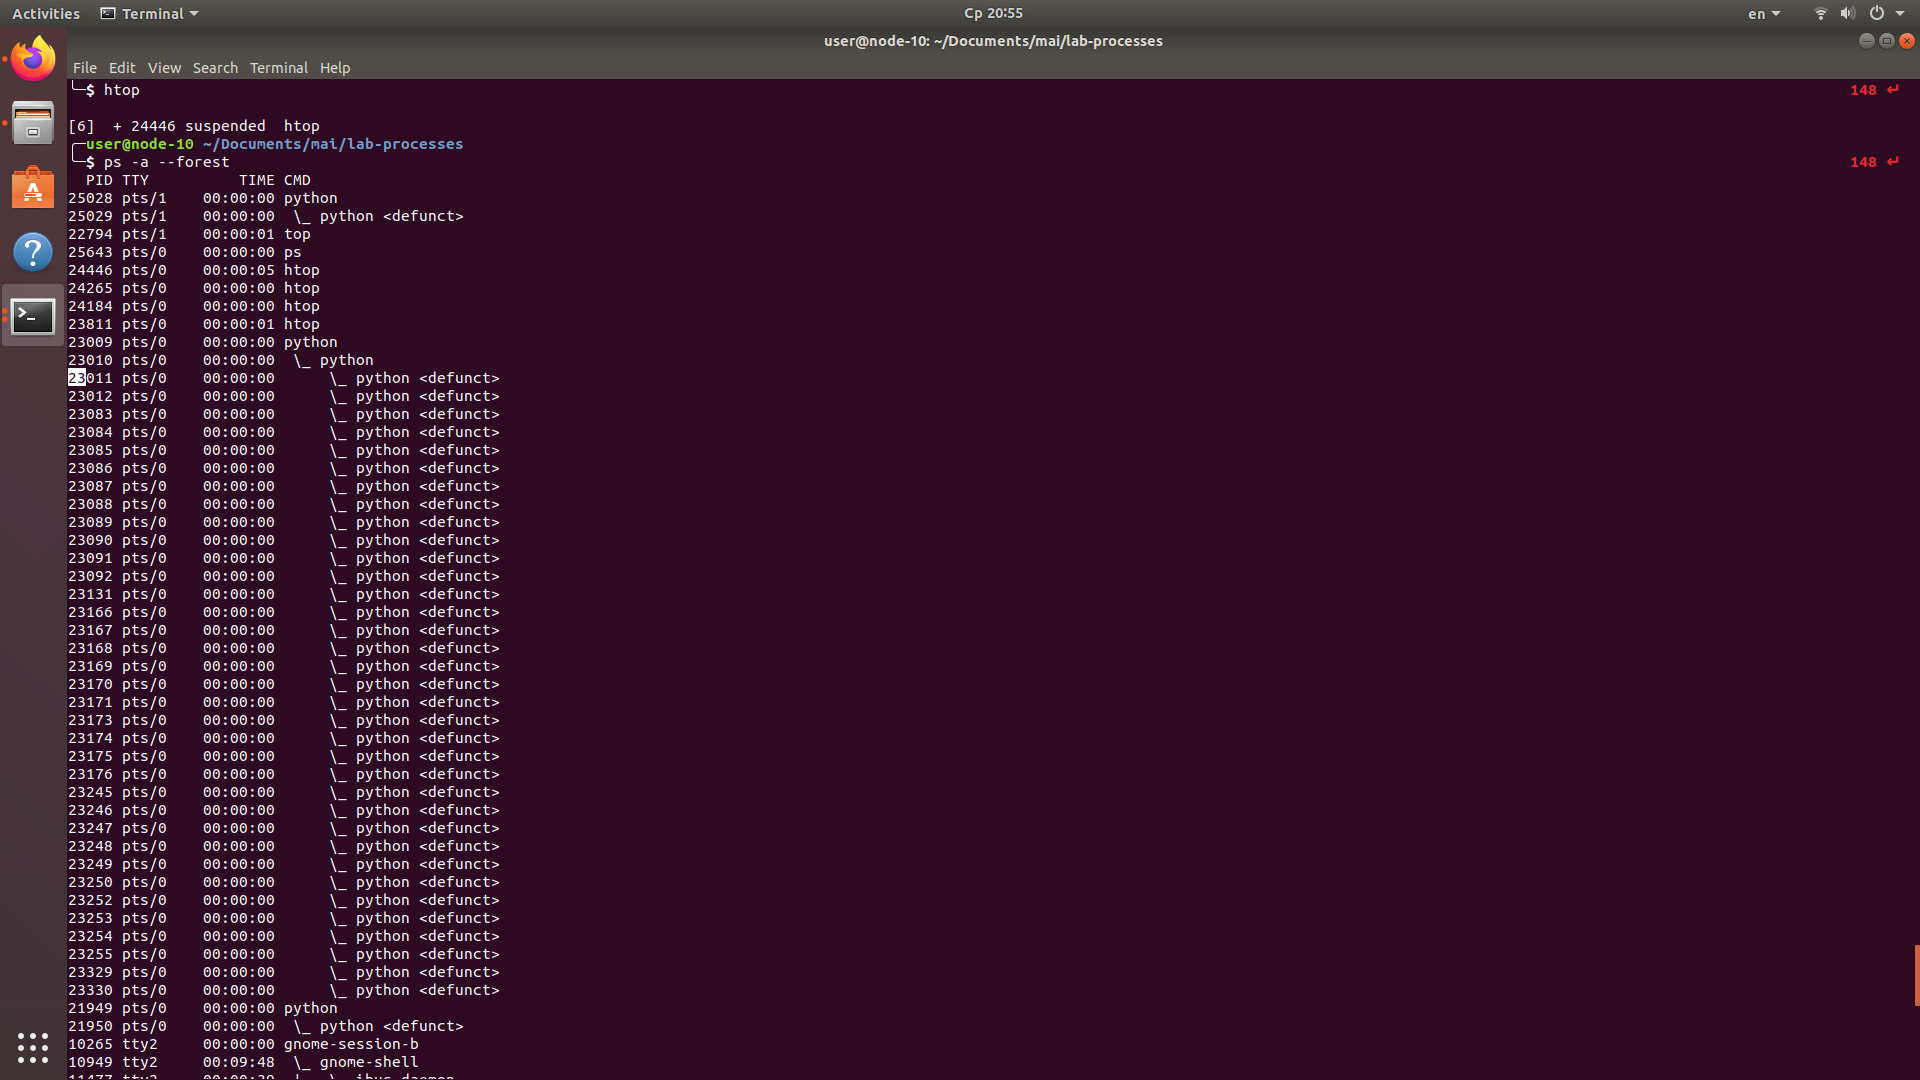 Activities Terminal Ср 20:55 en
user@node-10: ~/Documents/mai/lab-processes
File Edit View Search Terminal Help
$ htop 148 ↵
[6]  + 24446 suspended  htop
user@node-10 ~/Documents/mai/lab-processes
$ ps -a --forest 148 ↵
  PID TTY          TIME CMD
25028 pts/1    00:00:00 python
25029 pts/1    00:00:00  \_ python <defunct>
22794 pts/1    00:00:01 top
25643 pts/0    00:00:00 ps
24446 pts/0    00:00:05 htop
24265 pts/0    00:00:00 htop
24184 pts/0    00:00:00 htop
23811 pts/0    00:00:01 htop
23009 pts/0    00:00:00 python
23010 pts/0    00:00:00  \_ python
23011 pts/0    00:00:00      \_ python <defunct>
23012 pts/0    00:00:00      \_ python <defunct>
23083 pts/0    00:00:00      \_ python <defunct>
23084 pts/0    00:00:00      \_ python <defunct>
23085 pts/0    00:00:00      \_ python <defunct>
23086 pts/0    00:00:00      \_ python <defunct>
23087 pts/0    00:00:00      \_ python <defunct>
23088 pts/0    00:00:00      \_ python <defunct>
23089 pts/0    00:00:00      \_ python <defunct>
23090 pts/0    00:00:00      \_ python <defunct>
23091 pts/0    00:00:00      \_ python <defunct>
23092 pts/0    00:00:00      \_ python <defunct>
23131 pts/0    00:00:00      \_ python <defunct>
23166 pts/0    00:00:00      \_ python <defunct>
23167 pts/0    00:00:00      \_ python <defunct>
23168 pts/0    00:00:00      \_ python <defunct>
23169 pts/0    00:00:00      \_ python <defunct>
23170 pts/0    00:00:00      \_ python <defunct>
23171 pts/0    00:00:00      \_ python <defunct>
23173 pts/0    00:00:00      \_ python <defunct>
23174 pts/0    00:00:00      \_ python <defunct>
23175 pts/0    00:00:00      \_ python <defunct>
23176 pts/0    00:00:00      \_ python <defunct>
23245 pts/0    00:00:00      \_ python <defunct>
23246 pts/0    00:00:00      \_ python <defunct>
23247 pts/0    00:00:00      \_ python <defunct>
23248 pts/0    00:00:00      \_ python <defunct>
23249 pts/0    00:00:00      \_ python <defunct>
23250 pts/0    00:00:00      \_ python <defunct>
23252 pts/0    00:00:00      \_ python <defunct>
23253 pts/0    00:00:00      \_ python <defunct>
23254 pts/0    00:00:00      \_ python <defunct>
23255 pts/0    00:00:00      \_ python <defunct>
23329 pts/0    00:00:00      \_ python <defunct>
23330 pts/0    00:00:00      \_ python <defunct>
21949 pts/0    00:00:00 python
21950 pts/0    00:00:00  \_ python <defunct>
10265 tty2     00:00:00 gnome-session-b
10949 tty2     00:09:48  \_ gnome-shell
11477 tty2     00:00:39  |   \_ ibus-daemon